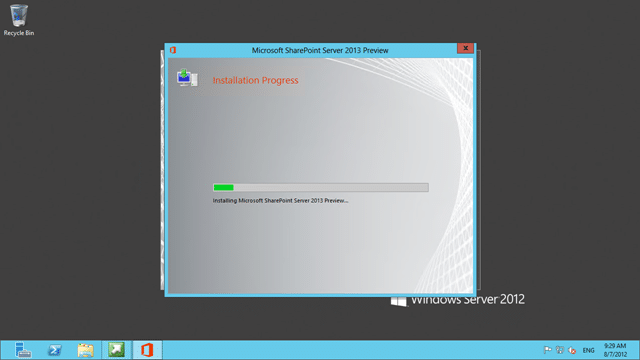 Recycle Bin
Microsoft SharePoint Server 2013 Preview
Installation Progress
Installing Microsoft SharePoint Server 2013 Preview...
Windows Server 2012
ENG
9:29 AM
8/7/2012